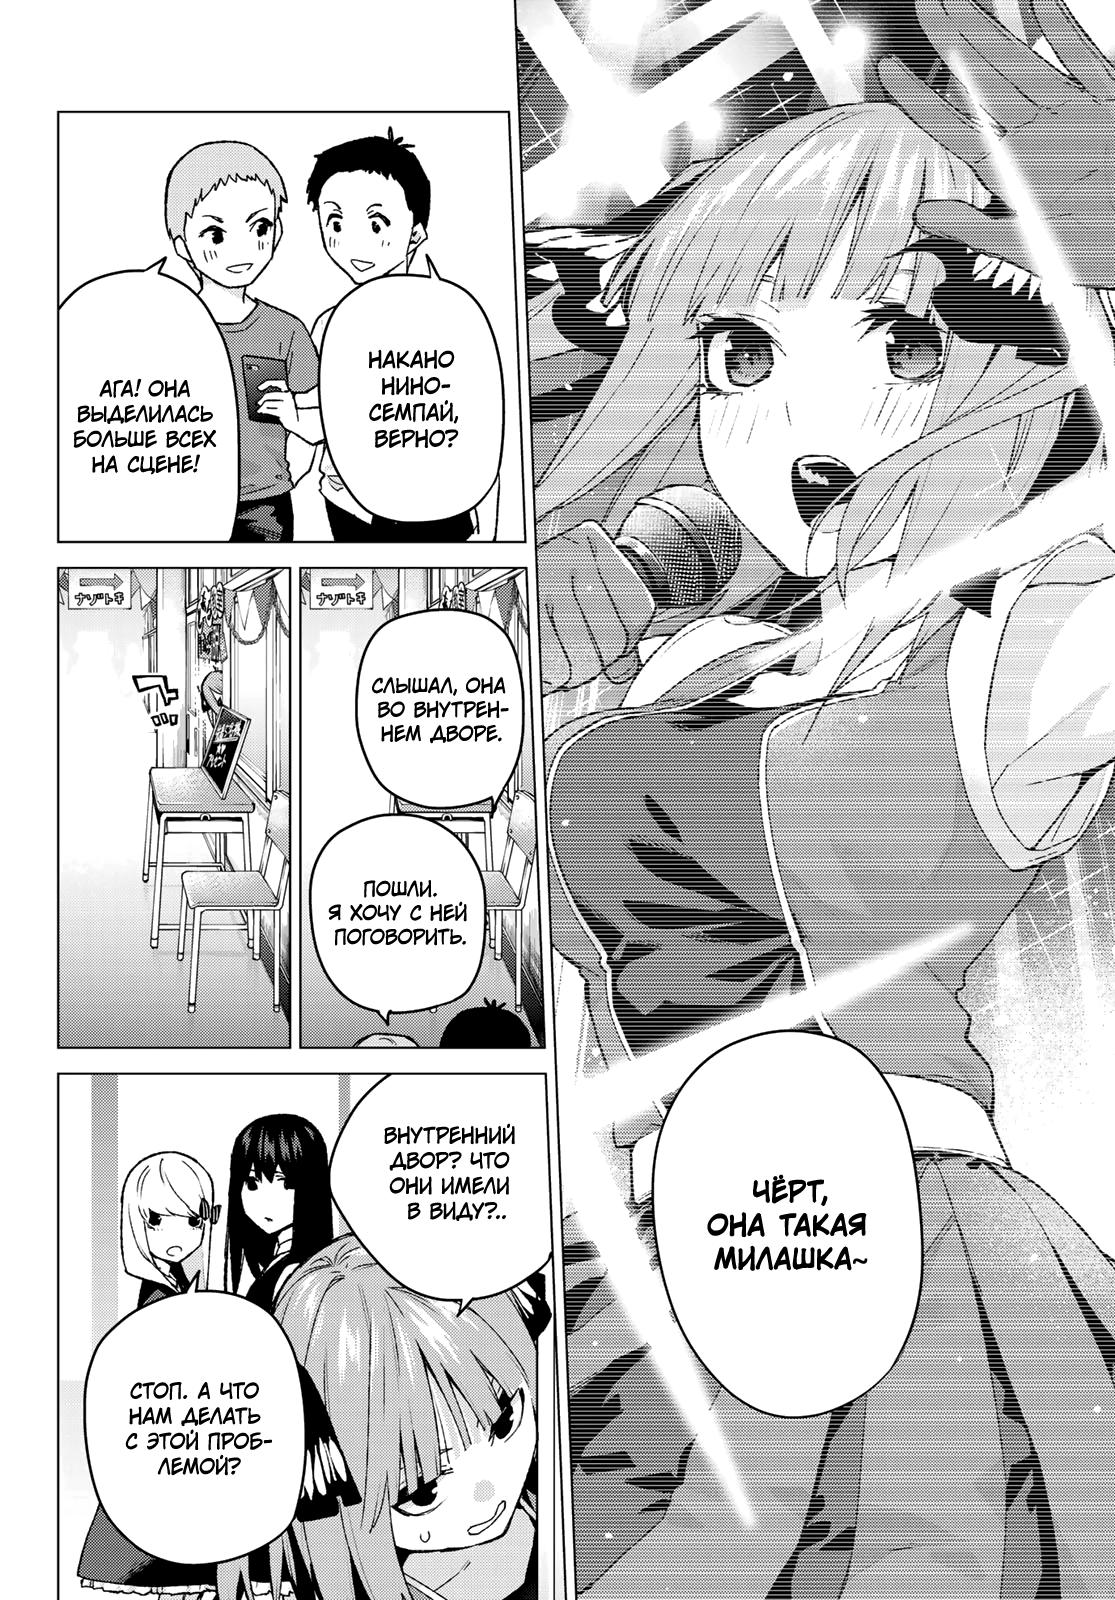 ЧЁРТ,
ОНА ТАКАЯ
МИЛАШКА~
НАКАНО
НИНО-
СЕМПАЙ,
ВЕРНО?
АГА! ОНА
ВЫДЕЛИЛАСЬ
БОЛЬШЕ ВСЕХ
НА СЦЕНЕ!
ナゾトキ
СЛЫШАЛ, ОНА
ВО ВНУТРЕН-
НЕМ ДВОРЕ.
ПОШЛИ.
Я ХОЧУ С НЕЙ
ПОГОВОРИТЬ.
ナゾトキ
ВНУТРЕННИЙ
ДВОР? ЧТО
ОНИ ИМЕЛИ
В ВИДУ?..
СТОП. А ЧТО
НАМ ДЕЛАТЬ
С ЭТОЙ ПРОБ-
ЛЕМОЙ?